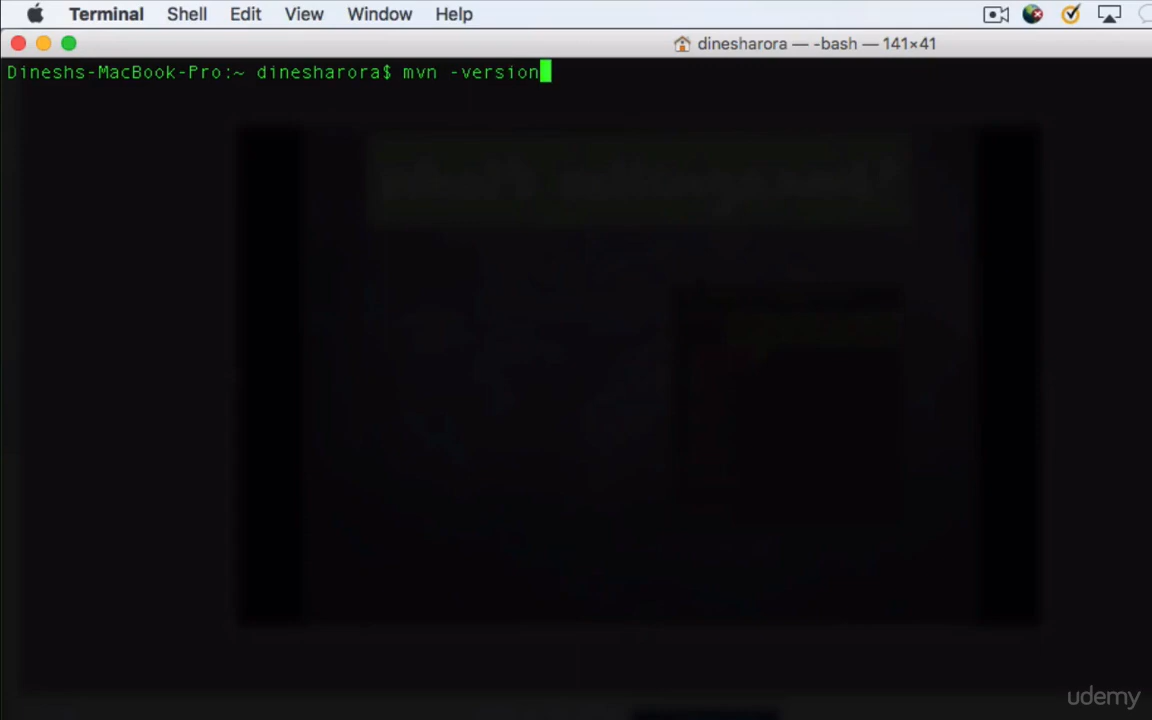 Terminal Shell Edit View Window Help
dinesharora — -bash — 141×41
Dineshs-MacBook-Pro:~ dinesharora$ mvn -version
udemy